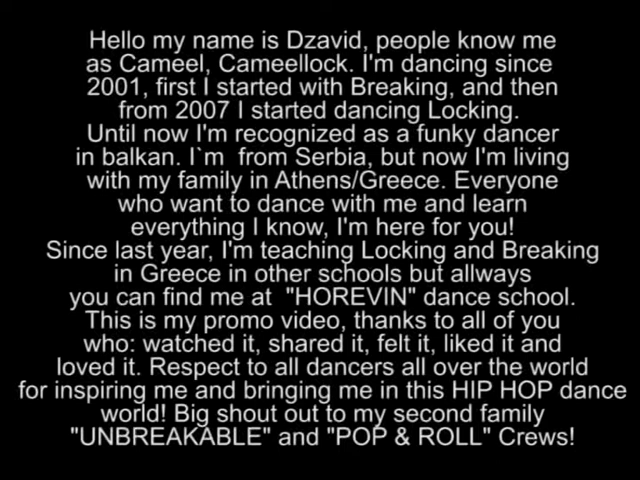 Hello my name is Dzavid, people know me
as Cameel, Cameellock. I'm dancing since
2001, first I started with Breaking, and then
from 2007 I started dancing Locking.
Until now I'm recognized as a funky dancer
in balkan. I`m  from Serbia, but now I'm living
with my family in Athens/Greece. Everyone
who want to dance with me and learn
everything I know, I'm here for you!
Since last year, I'm teaching Locking and Breaking
in Greece in other schools but allways
you can find me at  "HOREVIN" dance school.
This is my promo video, thanks to all of you
who: watched it, shared it, felt it, liked it and
loved it. Respect to all dancers all over the world
for inspiring me and bringing me in this HIP HOP dance
world! Big shout out to my second family
"UNBREAKABLE" and "POP & ROLL" Crews!